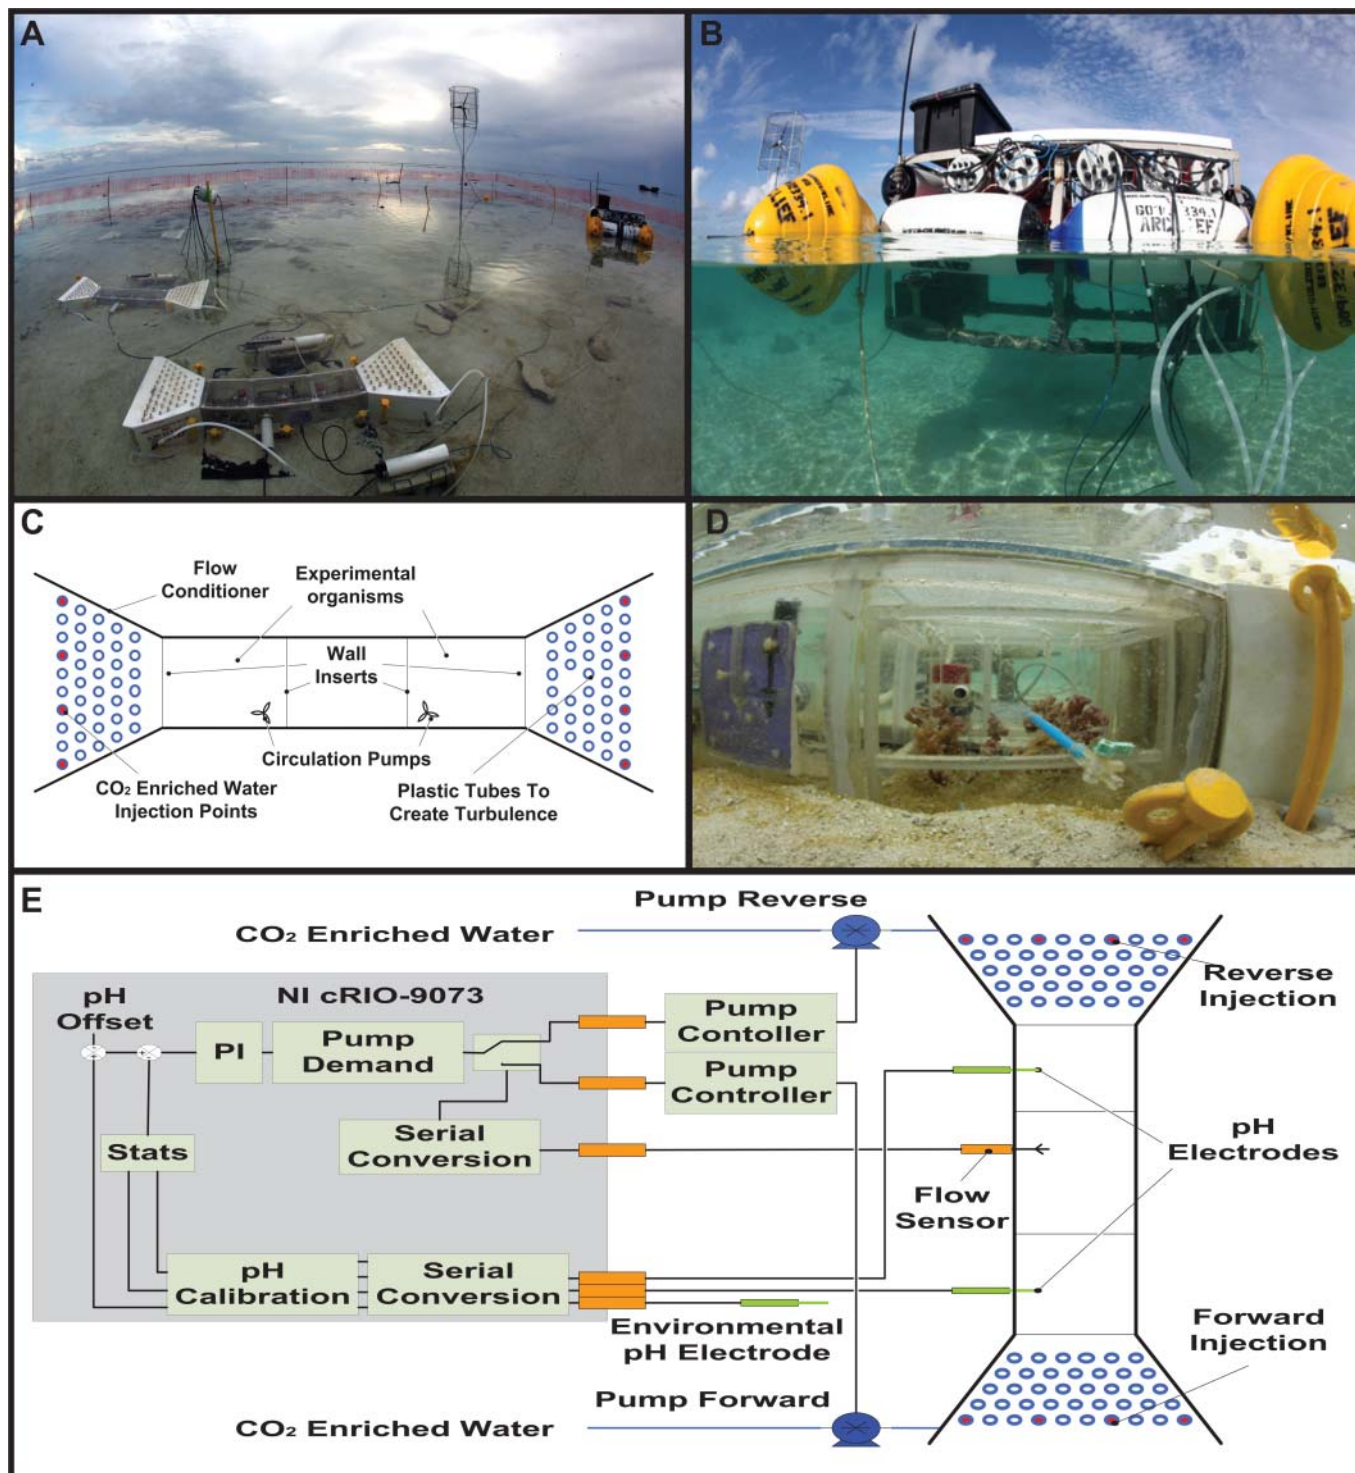 A
B
GOT 334.1
C
Flow
Conditioner
Experimental
organisms
Wall
Inserts
Circulation Pumps
CO₂ Enriched Water
Injection Points
Plastic Tubes To
Create Turbulence
D
E
Pump Reverse
CO₂ Enriched Water
Reverse
Injection
NI cRIO-9073
pH
Offset
PI
Pump
Demand
Pump
Contoller
Pump
Controller
Stats
Serial
Conversion
pH
Electrodes
Flow
Sensor
pH
Calibration
Serial
Conversion
Environmental
pH Electrode
Forward
Injection
Pump Forward
CO₂ Enriched Water